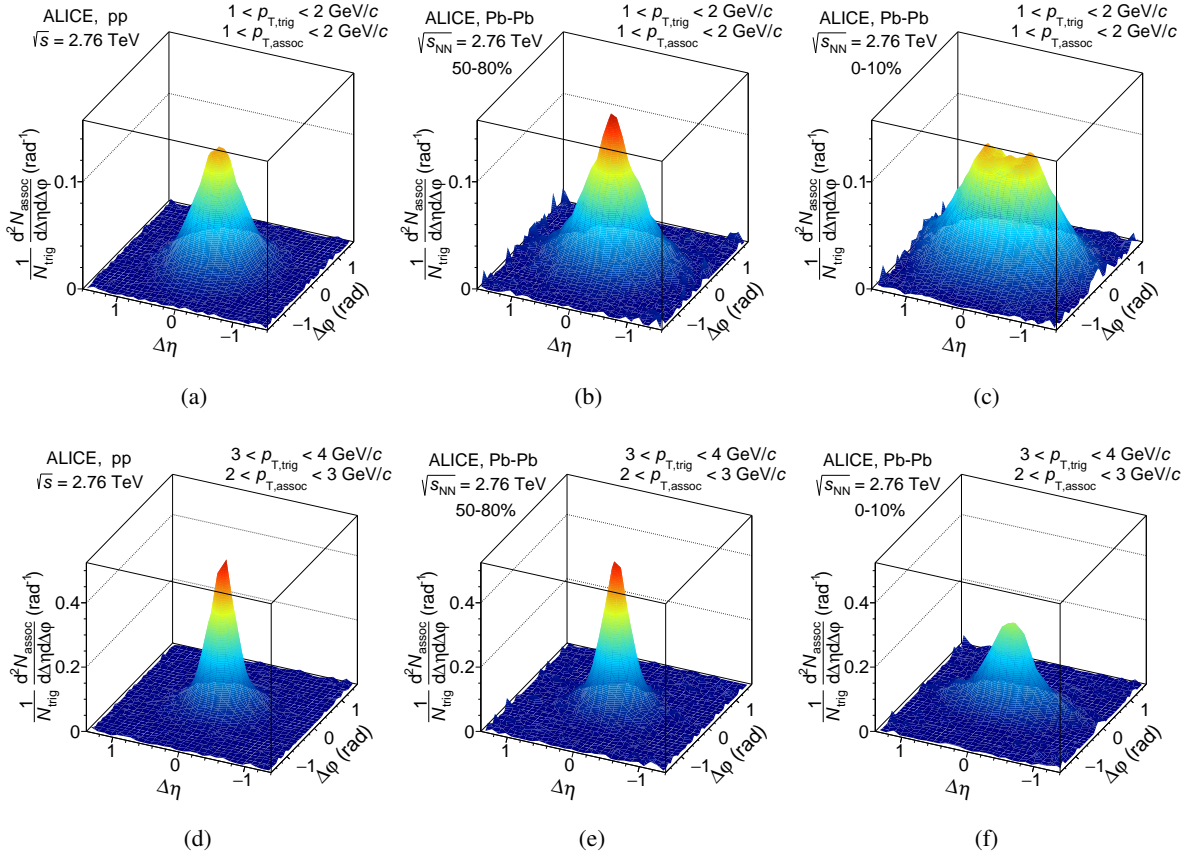 ALICE, pp
√s = 2.76 TeV
1 < p_T,trig < 2 GeV/c
1 < p_T,assoc < 2 GeV/c
1/N_trig d²N_assoc/dΔηdΔφ (rad⁻¹)
0.1
0
1
0
−1
Δη
1
0
−1
Δφ (rad)
(a)
ALICE, Pb-Pb
√s_NN = 2.76 TeV
50-80%
1 < p_T,trig < 2 GeV/c
1 < p_T,assoc < 2 GeV/c
1/N_trig d²N_assoc/dΔηdΔφ (rad⁻¹)
0.1
0
1
0
−1
Δη
1
0
−1
Δφ (rad)
(b)
ALICE, Pb-Pb
√s_NN = 2.76 TeV
0-10%
1 < p_T,trig < 2 GeV/c
1 < p_T,assoc < 2 GeV/c
1/N_trig d²N_assoc/dΔηdΔφ (rad⁻¹)
0.1
0
1
0
−1
Δη
1
0
−1
Δφ (rad)
(c)
ALICE, pp
√s = 2.76 TeV
3 < p_T,trig < 4 GeV/c
2 < p_T,assoc < 3 GeV/c
1/N_trig d²N_assoc/dΔηdΔφ (rad⁻¹)
0.4
0.2
0
1
0
−1
Δη
1
0
−1
Δφ (rad)
(d)
ALICE, Pb-Pb
√s_NN = 2.76 TeV
50-80%
3 < p_T,trig < 4 GeV/c
2 < p_T,assoc < 3 GeV/c
1/N_trig d²N_assoc/dΔηdΔφ (rad⁻¹)
0.4
0.2
0
1
0
−1
Δη
1
0
−1
Δφ (rad)
(e)
ALICE, Pb-Pb
√s_NN = 2.76 TeV
0-10%
3 < p_T,trig < 4 GeV/c
2 < p_T,assoc < 3 GeV/c
1/N_trig d²N_assoc/dΔηdΔφ (rad⁻¹)
0.4
0.2
0
1
0
−1
Δη
1
0
−1
Δφ (rad)
(f)